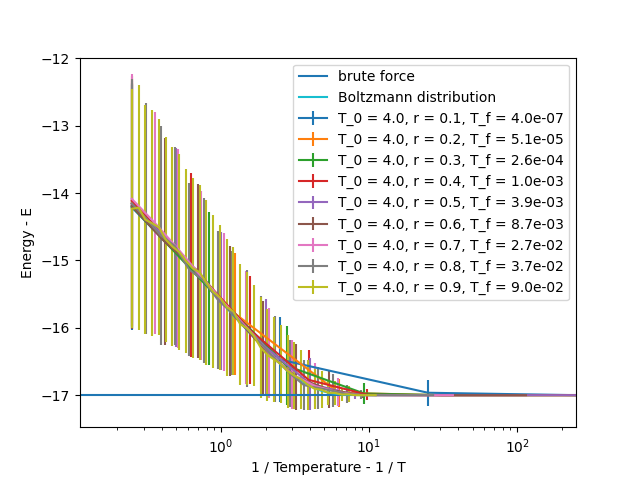 −12
−13
−14
−15
−16
−17
Energy - E
10⁰
10¹
10²
1 / Temperature - 1 / T
brute force
Boltzmann distribution
T_0 = 4.0, r = 0.1, T_f = 4.0e-07
T_0 = 4.0, r = 0.2, T_f = 5.1e-05
T_0 = 4.0, r = 0.3, T_f = 2.6e-04
T_0 = 4.0, r = 0.4, T_f = 1.0e-03
T_0 = 4.0, r = 0.5, T_f = 3.9e-03
T_0 = 4.0, r = 0.6, T_f = 8.7e-03
T_0 = 4.0, r = 0.7, T_f = 2.7e-02
T_0 = 4.0, r = 0.8, T_f = 3.7e-02
T_0 = 4.0, r = 0.9, T_f = 9.0e-02